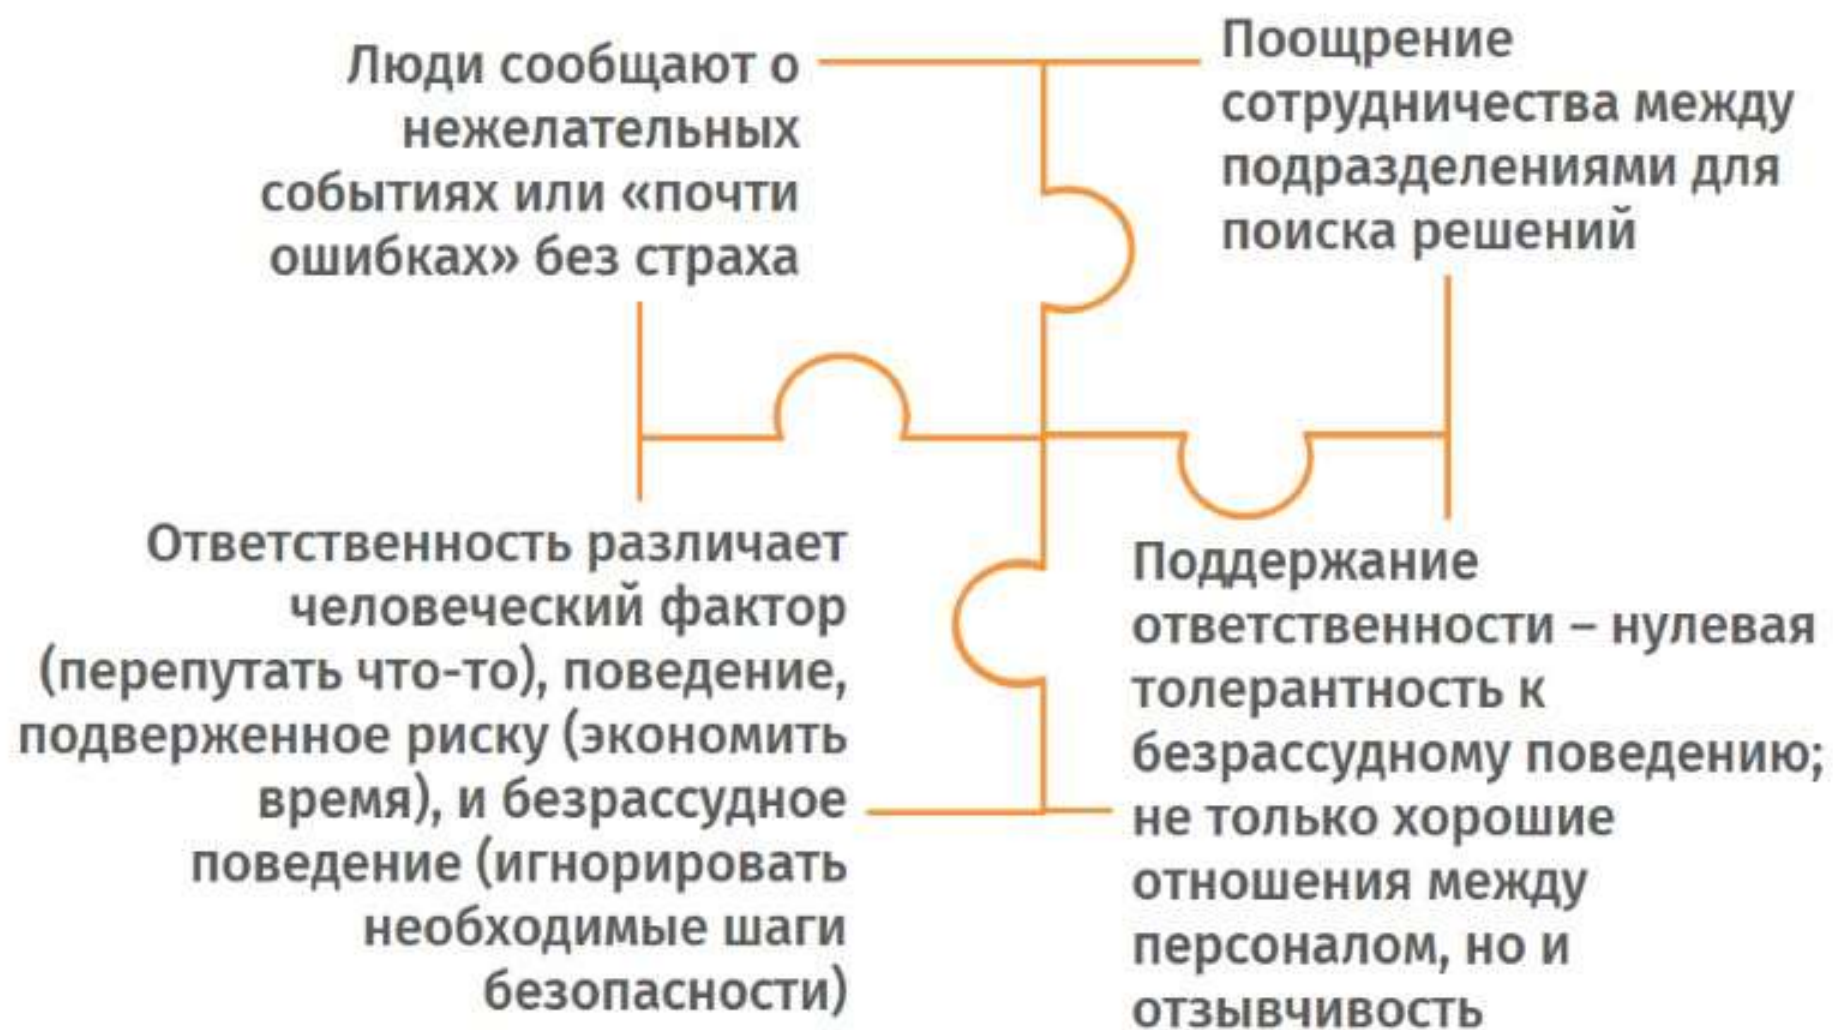 Люди сообщают о
нежелательных
событиях или «почти
ошибках» без страха
Поощрение
сотрудничества между
подразделениями для
поиска решений
Ответственность различает
человеческий фактор
(перепутать что-то), поведение,
подверженное риску (экономить
время), и безрассудное
поведение (игнорировать
необходимые шаги
безопасности)
Поддержание
ответственности – нулевая
толерантность к
безрассудному поведению;
не только хорошие
отношения между
персоналом, но и
отзывчивость